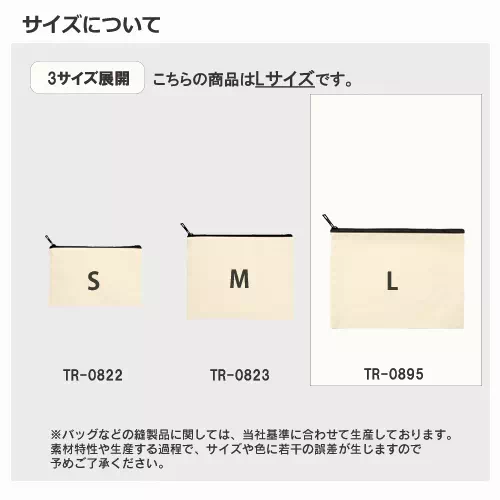 サイズについて
3サイズ展開 こちらの商品はLサイズです。
S M L
TR-0822 TR-0823 TR-0895
※バッグなどの縫製品に関しては、当社基準に合わせて生産しております。
素材特性や生産する過程で、サイズや色に若干の誤差が生じますので
予めご了承ください。